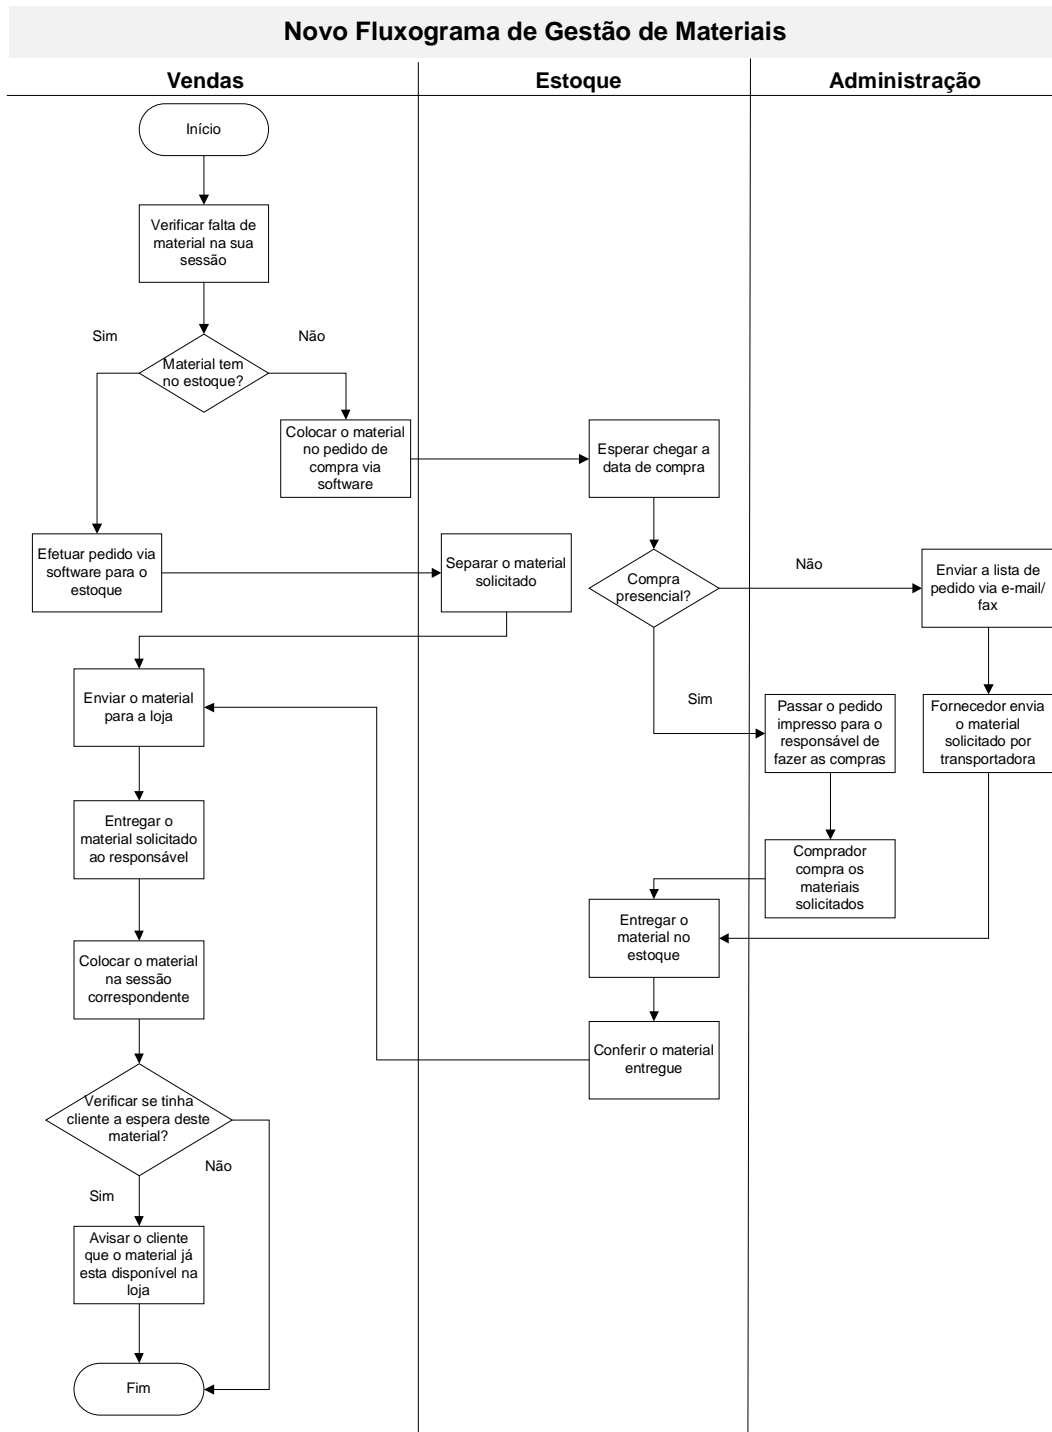 Novo Fluxograma de Gestão de Materiais
Vendas
Estoque
Administração
Início
Verificar falta de
material na sua
sessão
Sim
Não
Material tem
no estoque?
Colocar o material
no pedido de
compra via
software
Esperar chegar a
data de compra
Efetuar pedido via
software para o
estoque
Separar o material
solicitado
Compra
presencial?
Não
Enviar a lista de
pedido via e-mail/
fax
Enviar o material
para a loja
Sim
Passar o pedido
impresso para o
responsável de
fazer as compras
Fornecedor envia
o material
solicitado por
transportadora
Entregar o
material solicitado
ao responsável
Comprador
compra os
materiais
solicitados
Entregar o
material no
estoque
Colocar o material
na sessão
correspondente
Conferir o material
entregue
Verificar se tinha
cliente a espera deste
material?
Não
Sim
Avisar o cliente
que o material já
esta disponível na
loja
Fim